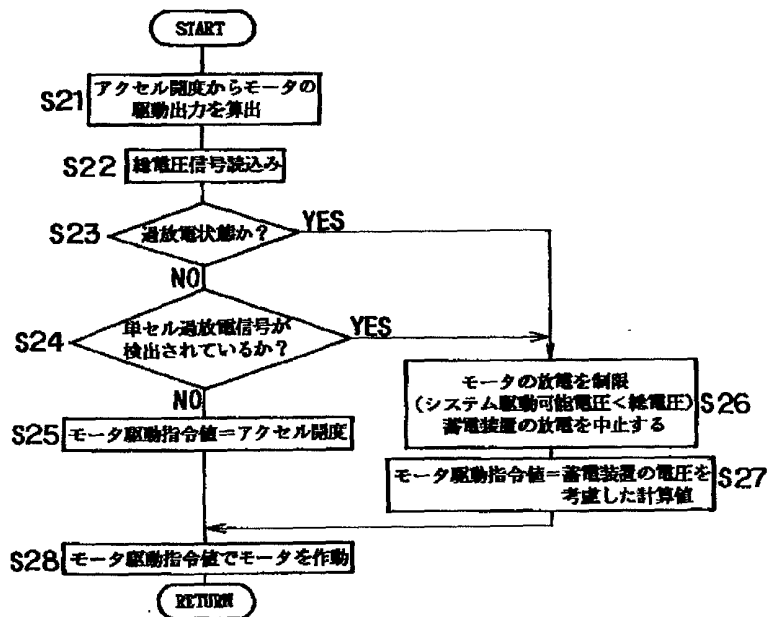 START
S21
アクセル開度からモータの
駆動出力を算出
S22
総電圧信号読込み
S23
過放電状態か?
YES
NO
S24
単セル過放電信号が
検出されているか?
YES
NO
S25
モータ駆動指令値=アクセル開度
モータの放電を制限
(システム駆動可能電圧<総電圧)
蓄電装置の放電を中止する
S26
モータ駆動指令値=蓄電装置の電圧を
考慮した計算値
S27
S28
モータ駆動指令値でモータを作動
RETURN